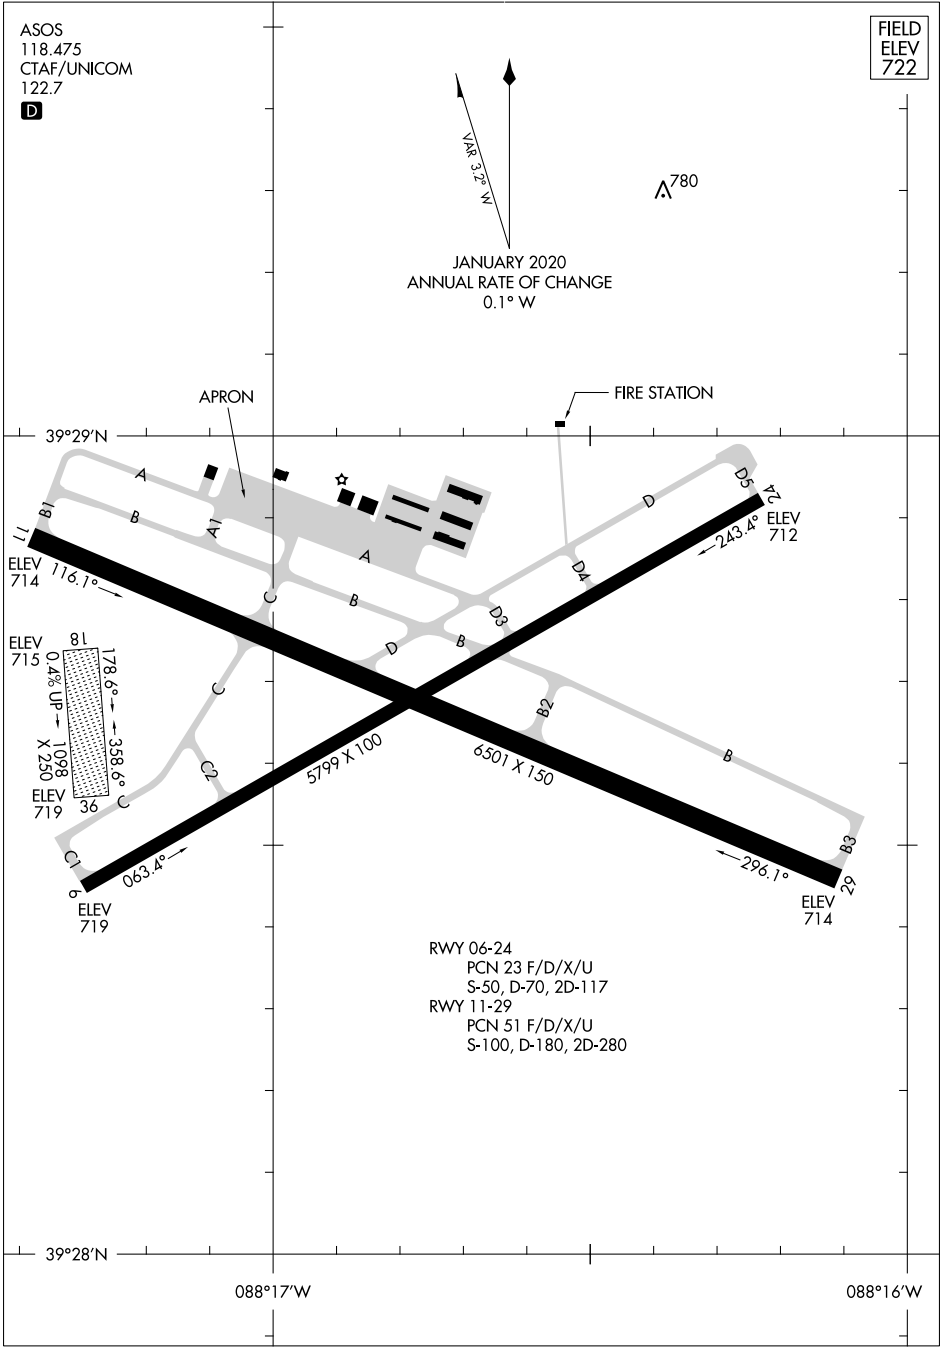 ASOS
118.475
CTAF/UNICOM
122.7
D
FIELD
ELEV
722
VAR 3.2° W
780
JANUARY 2020
ANNUAL RATE OF CHANGE
0.1° W
APRON
FIRE STATION
39°29'N
A
B1
B
A1
A
D
D5
24
ELEV
712
243.4°
11
ELEV
714
116.1°
C
B
D4
D3
D
B
ELEV
715
18
178.6°
358.6°
0.4% UP
1098
X 250
36
ELEV
719
C
C2
C
C1
6
ELEV
719
063.4°
5799 X 100
6501 X 150
B2
B
B3
296.1°
29
ELEV
714
RWY 06-24
PCN 23 F/D/X/U
S-50, D-70, 2D-117
RWY 11-29
PCN 51 F/D/X/U
S-100, D-180, 2D-280
39°28'N
088°17'W
088°16'W